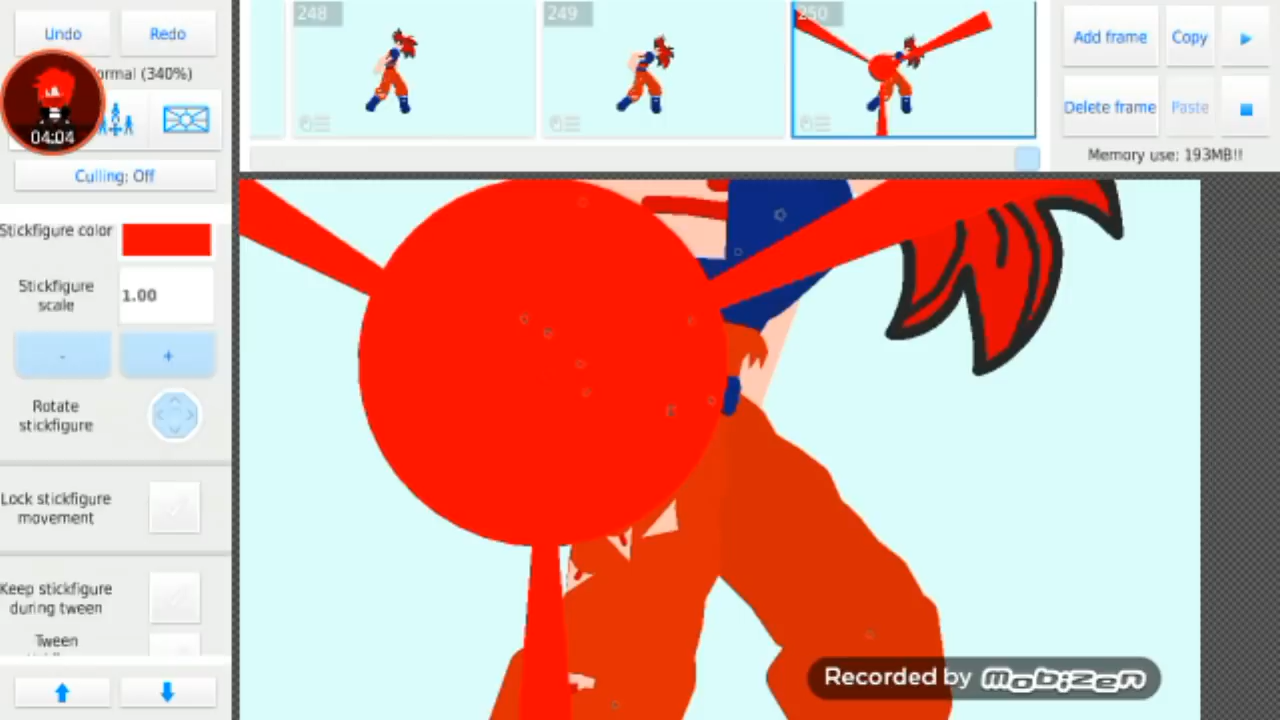 Undo
Redo
ormal (340%)
04:04
Culling: Off
248
249
250
Add frame
Copy
Delete frame
Paste
Memory use: 193MB!!
Stickfigure color
Stickfigure
scale
1.00
-
+
Rotate
stickfigure
Lock stickfigure
movement
Keep stickfigure
during tween
Tween
Recorded by mobizen